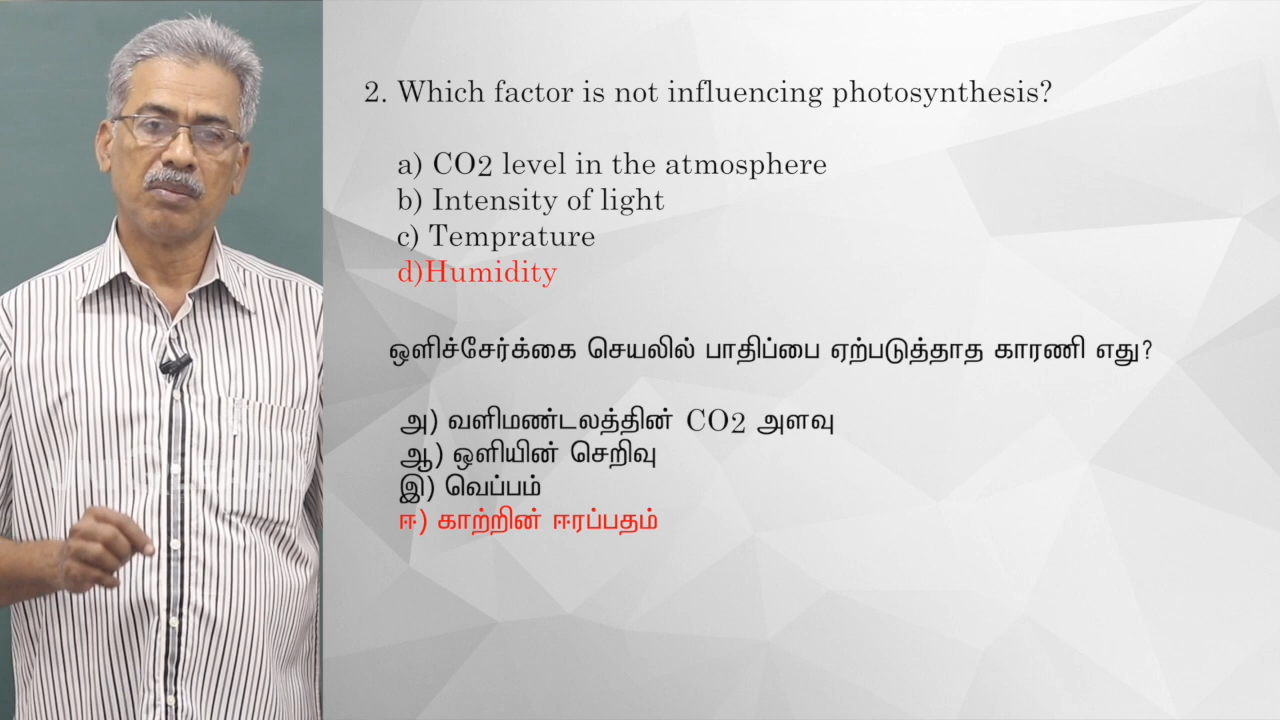 2. Which factor is not influencing photosynthesis?
a) CO2 level in the atmosphere
b) Intensity of light
c) Temprature
d)Humidity
ஒளிச்சேர்க்கை செயலில் பாதிப்பை ஏற்படுத்தாத காரணி எது?
அ) வளிமண்டலத்தின் CO2 அளவு
ஆ) ஒளியின் செறிவு
இ) வெப்பம்
ஈ) காற்றின் ஈரப்பதம்